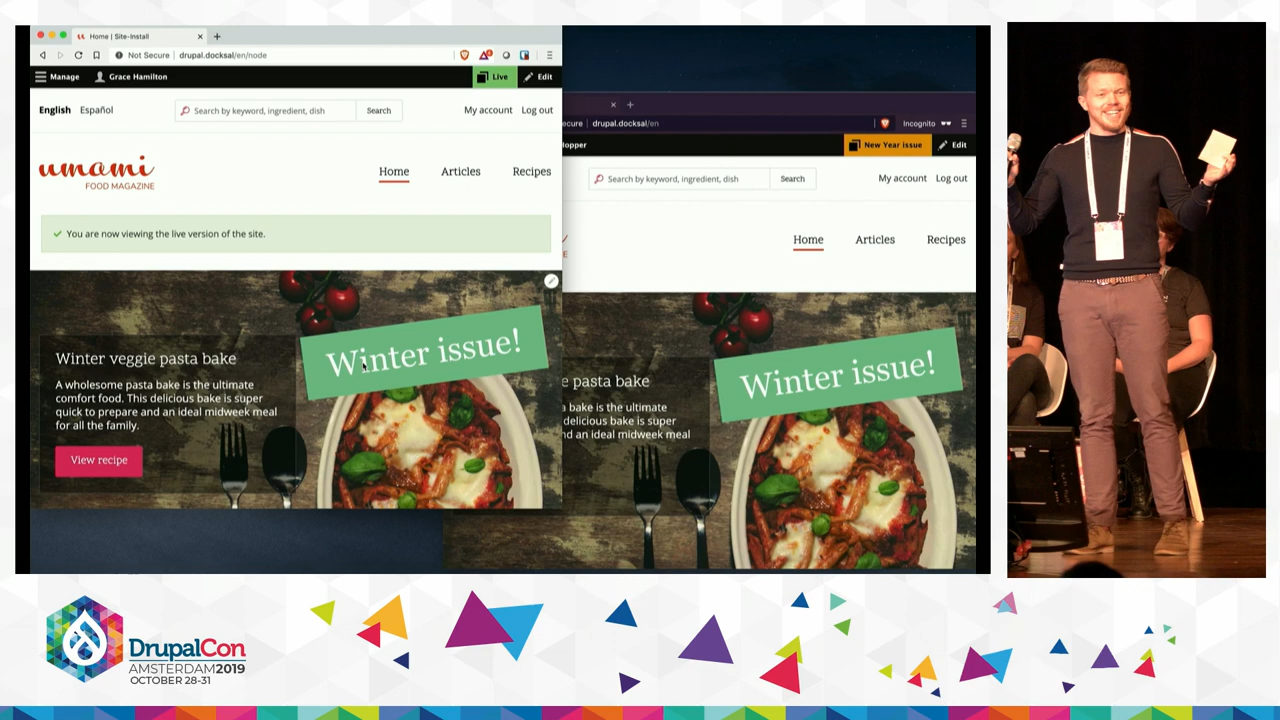 Home | Site-Install
Not Secure
drupal.docksal/en/node
Manage
Grace Hamilton
Live
Edit
English
Español
Search by keyword, ingredient, dish
Search
My account
Log out
umami
FOOD MAGAZINE
Home
Articles
Recipes
You are now viewing the live version of the site.
Winter veggie pasta bake
A wholesome pasta bake is the ultimate
comfort food. This delicious bake is super
quick to prepare and an ideal midweek meal
for all the family.
View recipe
Winter issue!
ecure
drupal.docksal/en
Incognito
Hopper
New Year issue
Edit
Search by keyword, ingredient, dish
Search
My account
Log out
Home
Articles
Recipes
e pasta bake
a bake is the ultimate
delicious bake is super
nd an ideal midweek meal
Winter issue!
DrupalCon
AMSTERDAM2019
OCTOBER 28-31